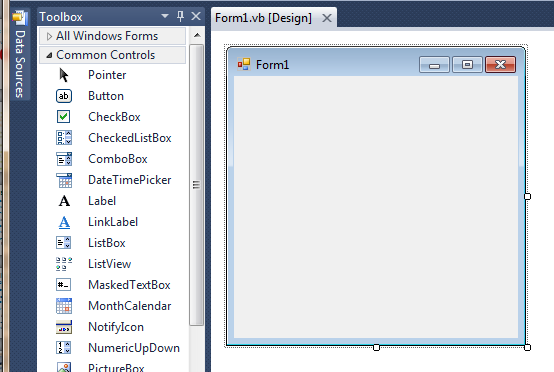 Data Sources
Toolbox
All Windows Forms
Common Controls
Pointer
Button
CheckBox
CheckedListBox
ComboBox
DateTimePicker
Label
LinkLabel
ListBox
ListView
MaskedTextBox
MonthCalendar
NotifyIcon
NumericUpDown
PictureBox
Form1.vb [Design]
Form1